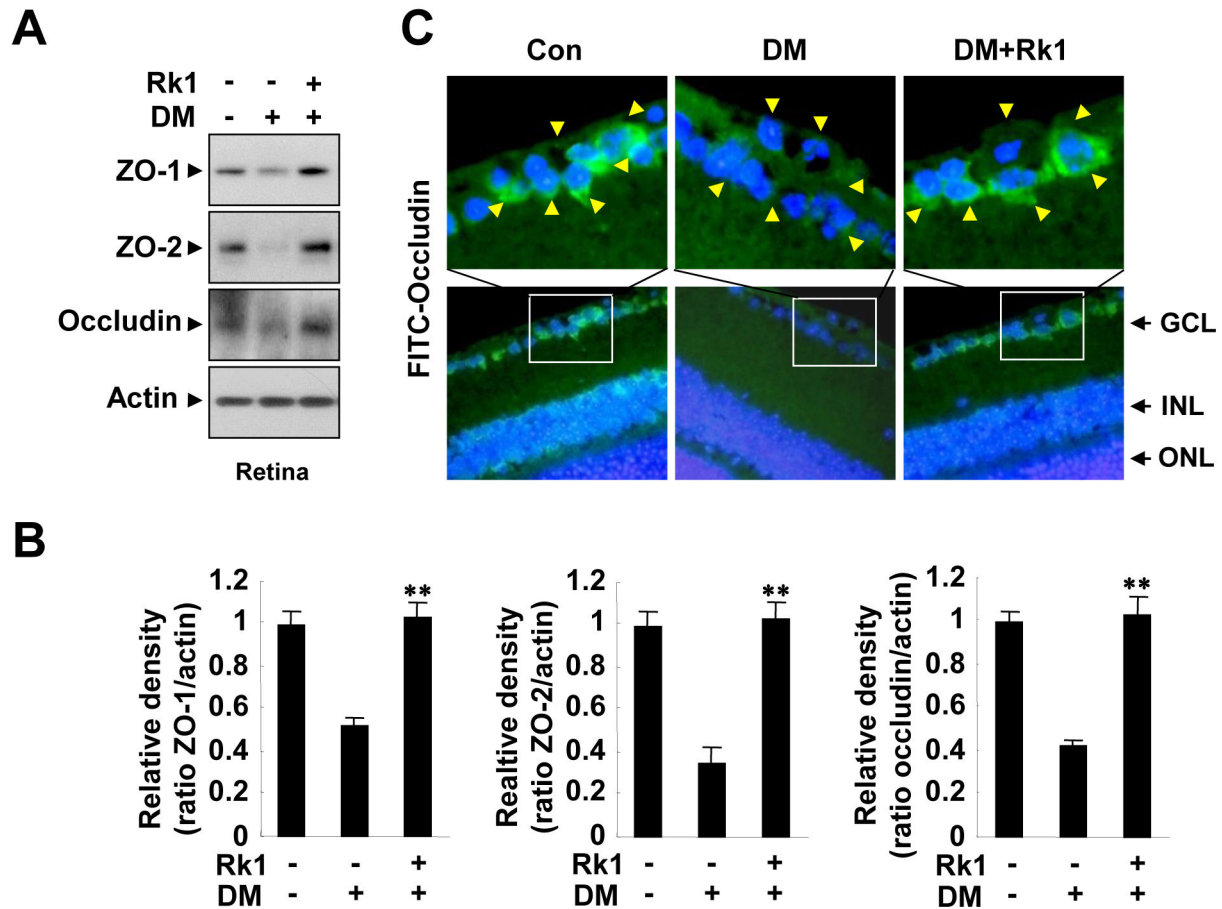 A
Rk1 - - +
DM - + +
ZO-1
ZO-2
Occludin
Actin
Retina
C
Con DM DM+Rk1
FITC-Occludin
GCL
INL
ONL
B
Relative density
(ratio ZO-1/actin)
1.2
1
0.8
0.6
0.4
0.2
0
**
Rk1 - - +
DM - + +
Realtive density
(ratio ZO-2/actin)
1.2
1
0.8
0.6
0.4
0.2
0
**
Rk1 - - +
DM - + +
Relative density
(ratio occludin/actin)
1.2
1
0.8
0.6
0.4
0.2
0
**
Rk1 - - +
DM - + +